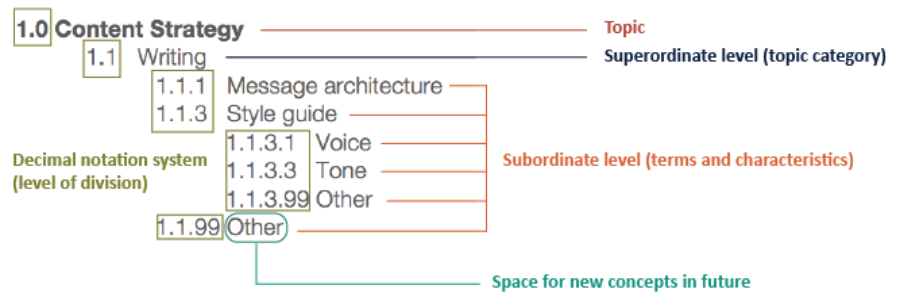 1.0 Content Strategy Topic
1.1 Writing Superordinate level (topic category)
1.1.1 Message architecture
1.1.3 Style guide
1.1.3.1 Voice
Decimal notation system
(level of division)
1.1.3.3 Tone
Subordinate level (terms and characteristics)
1.1.3.99 Other
1.1.99 Other
Space for new concepts in future